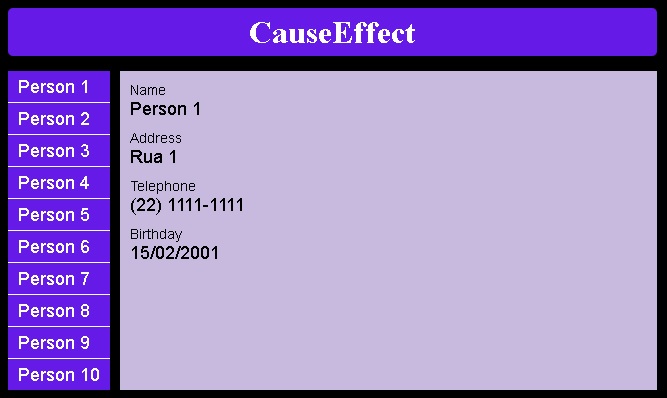 CauseEffect
Person 1
Person 2
Person 3
Person 4
Person 5
Person 6
Person 7
Person 8
Person 9
Person 10
Name
Person 1
Address
Rua 1
Telephone
(22) 1111-1111
Birthday
15/02/2001